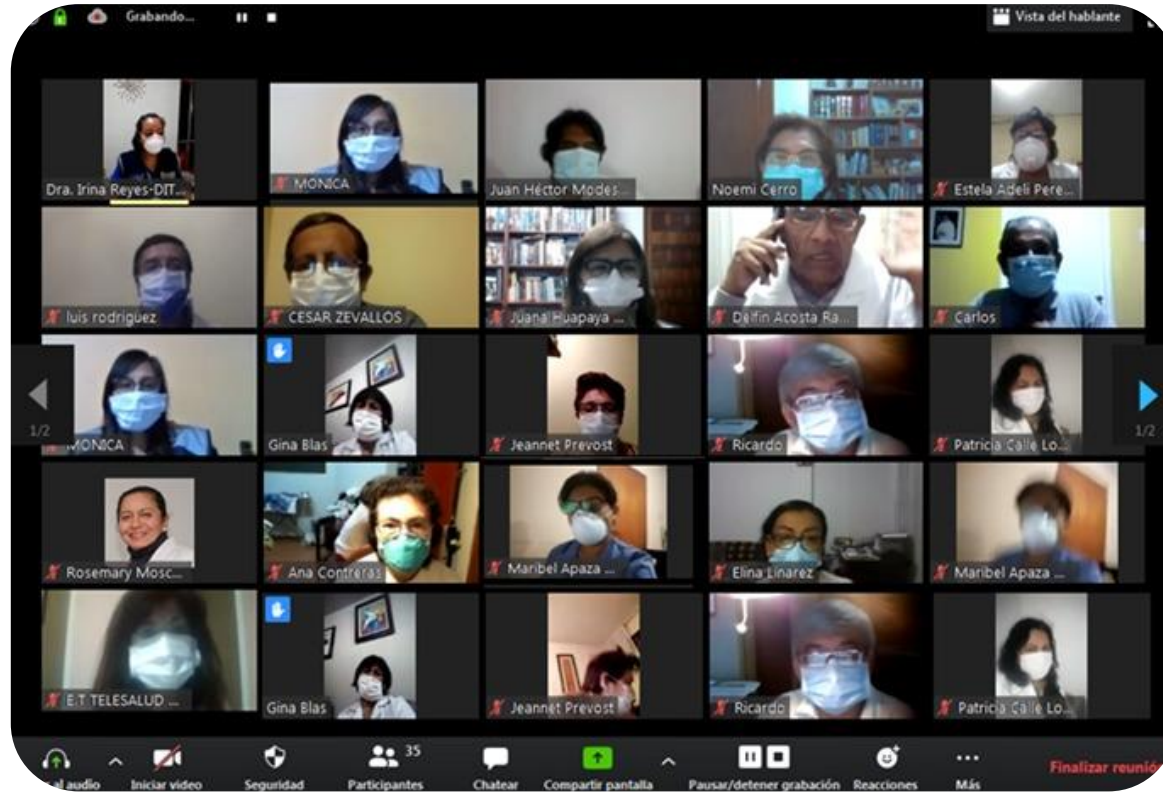 Grabando...
Vista del hablante
Dra. Irina Reyes-DIT...
MONICA
Juan Héctor Modes...
Noemi Cerro
Estela Adeli Pere...
luis rodriguez
CESAR ZEVALLOS
Juana Huapaya ...
Delfin Acosta Ra...
Carlos
MONICA
Gina Blas
Jeannet Prevost
Ricardo
Patricia Calle Lo...
1/2
1/2
Rosemary Mosc...
Ana Contreras
Maribel Apaza ...
Elina Linarez
Maribel Apaza ...
E.T TELESALUD ...
Gina Blas
Jeannet Prevost
Ricardo
Patricia Calle Lo...
al audio
Iniciar video
Seguridad
Participantes
35
Chatear
Compartir pantalla
Pausar/detener grabación
Reacciones
Más
Finalizar reunió